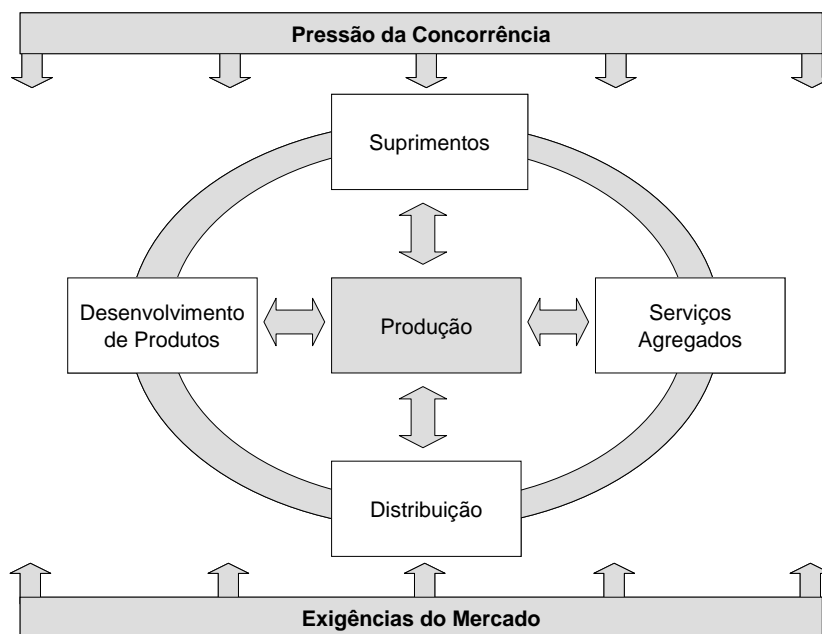 Pressão da Concorrência
Suprimentos
Desenvolvimento
de Produtos
Produção
Serviços
Agregados
Distribuição
Exigências do Mercado